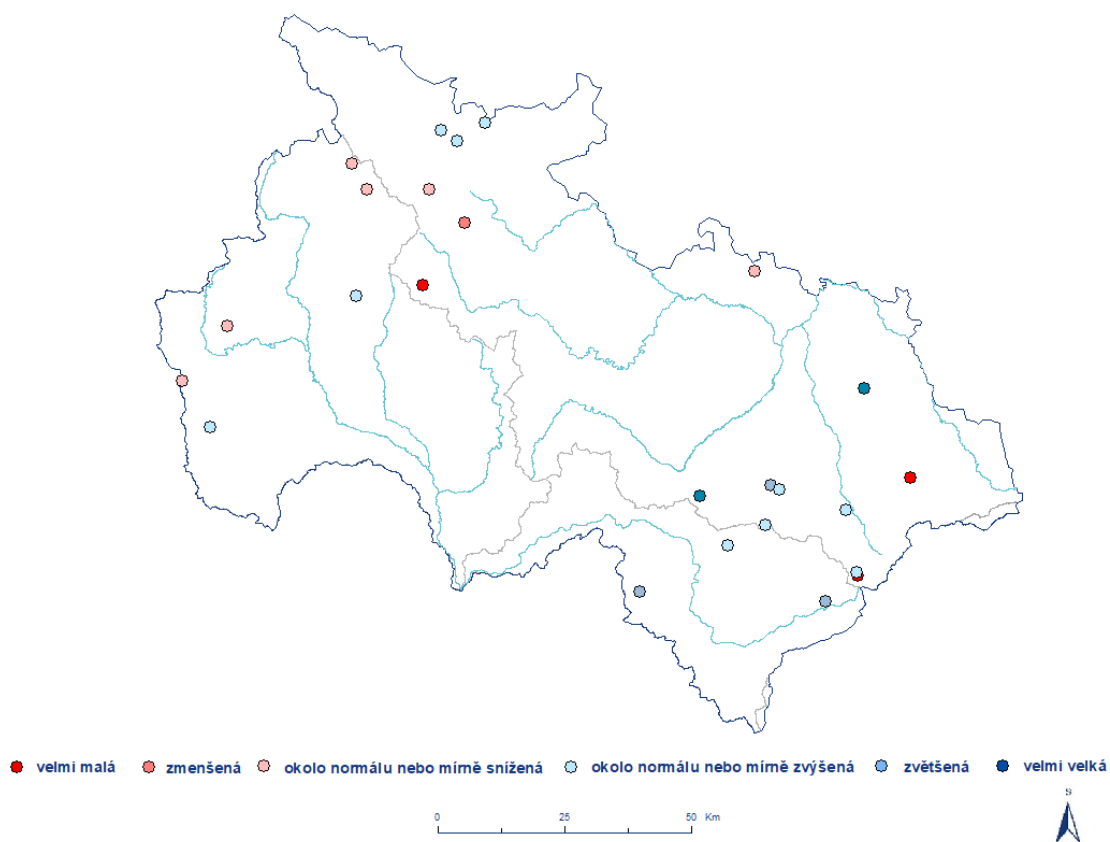 velmi malá zmenšená okolo normálu nebo mírně snížená okolo normálu nebo mírně zvýšená zvětšená velmi velká
S
0 25 50 Km